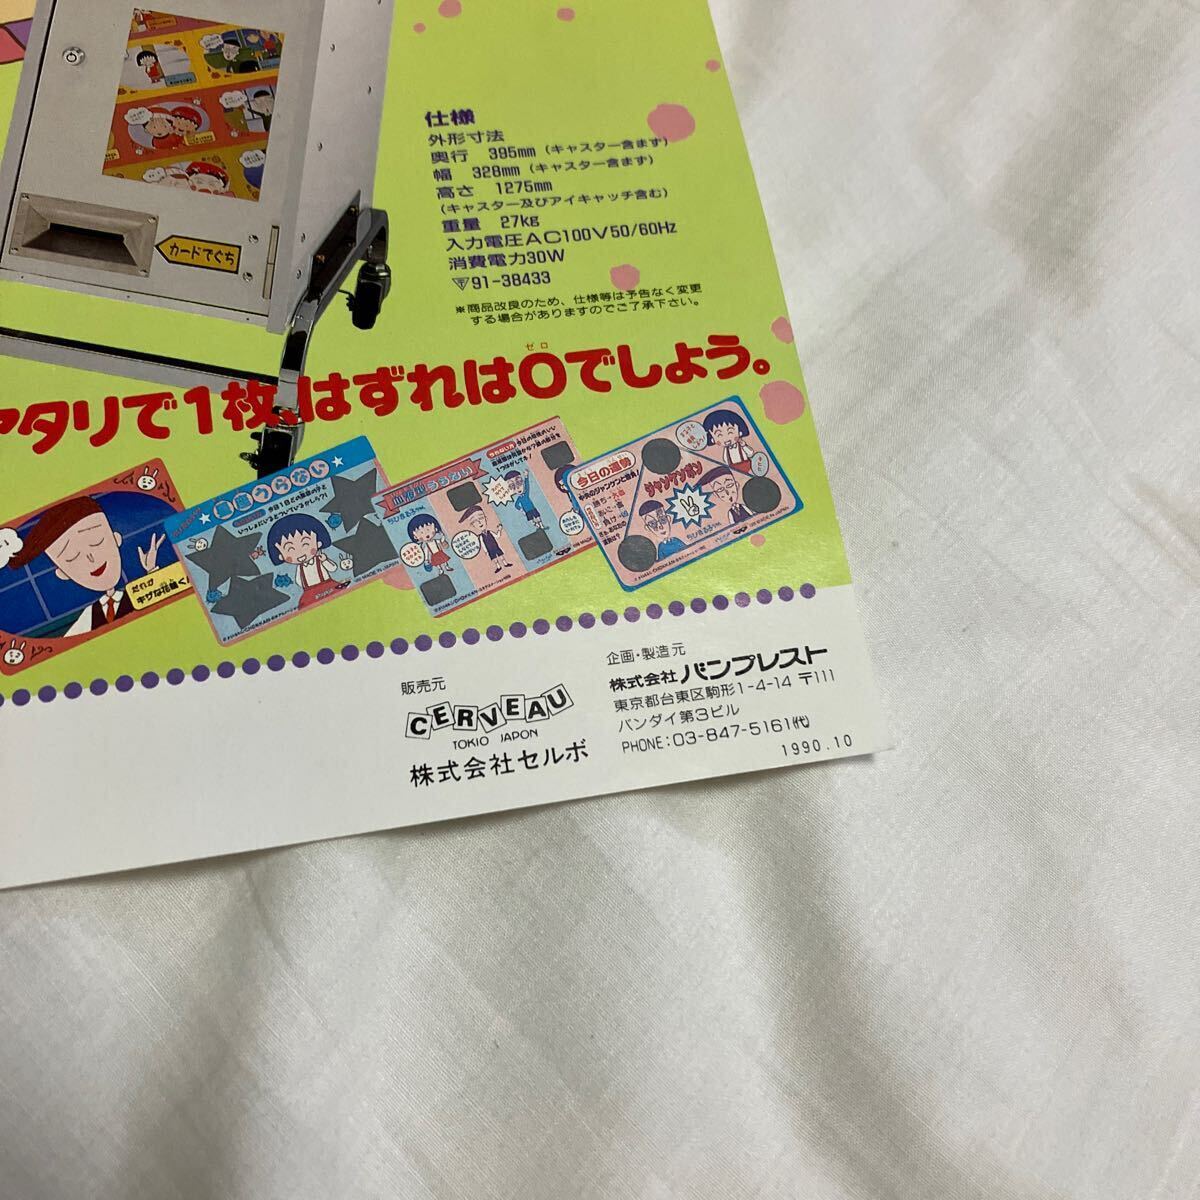 仕様
外形寸法
奥行 395mm (キャスター含まず)
幅 328mm (キャスター含まず)
高さ 1275mm
(キャスター及びアイキャッチ含む)
重量 27kg
入力電圧AC100V50/60Hz
消費電力30W
〒91-38433
※商品改良のため、仕様等は予告なく変更
する場合がありますのでご了承下さい。
カードでぐち
ゼロ
アタリで1枚、はずれは0でしょう。
今日の運勢
ジャンケンポン
販売元
CERVEAU
TOKIO JAPON
株式会社セルボ
企画・製造元
株式会社 バンプレスト
東京都台東区駒形1-4-14 〒111
バンダイ第3ビル
PHONE:03-847-5161(代)
1990.10